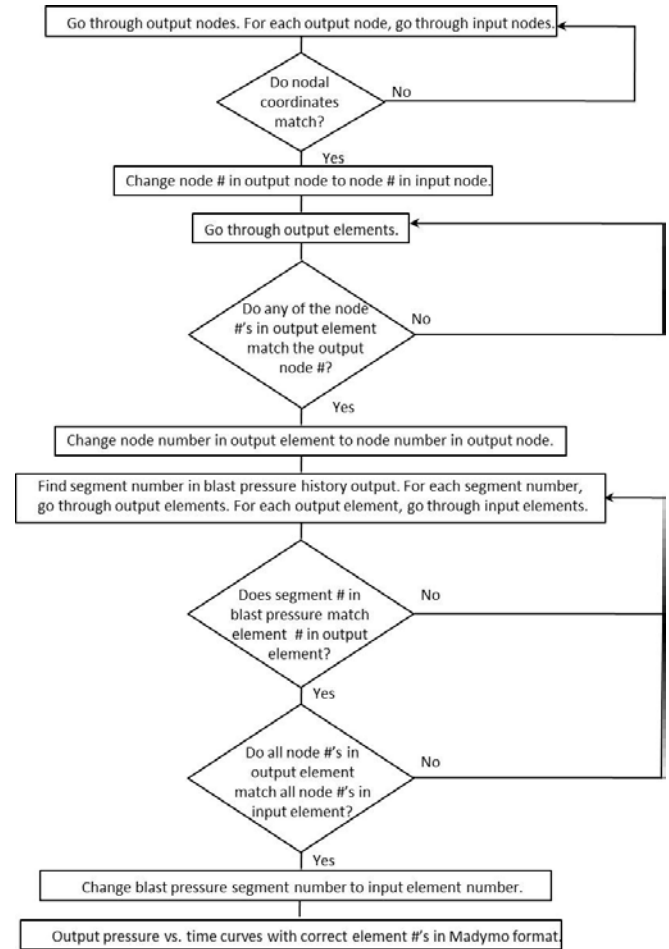 Go through output nodes. For each output node, go through input nodes.
Do nodal
coordinates
match?
No
Yes
Change node # in output node to node # in input node.
Go through output elements.
Do any of the node
#'s in output element
match the output
node #?
No
Yes
Change node number in output element to node number in output node.
Find segment number in blast pressure history output. For each segment number,
go through output elements. For each output element, go through input elements.
Does segment # in
blast pressure match
element # in output
element?
No
Yes
Do all node #'s in
output element
match all node #'s in
input element?
No
Yes
Change blast pressure segment number to input element number.
Output pressure vs. time curves with correct element #'s in Madymo format.